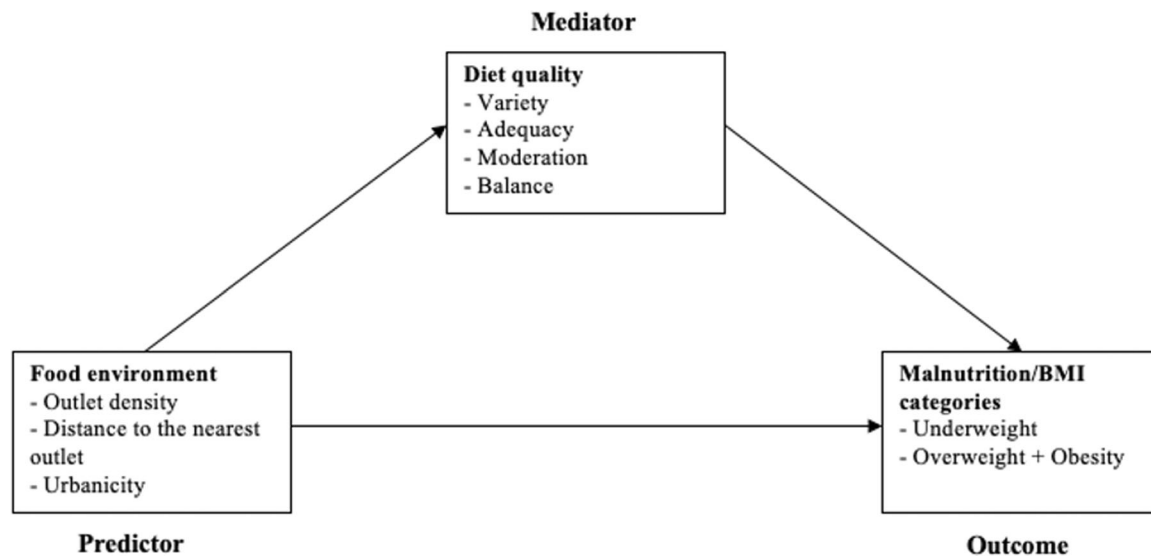 Mediator
Diet quality
- Variety
- Adequacy
- Moderation
- Balance
Food environment
- Outlet density
- Distance to the nearest
outlet
- Urbanicity
Predictor
Malnutrition/BMI
categories
- Underweight
- Overweight + Obesity
Outcome